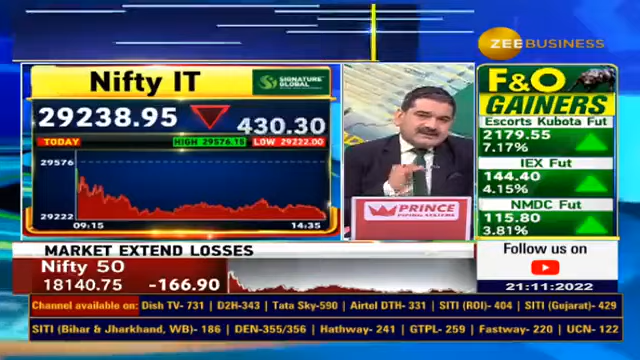 ZEE BUSINESS
Nifty IT
SIGNATURE GLOBAL
29238.95 430.30
TODAY HIGH 29576.15 LOW 29222.00
29576
29222
09:15 14:35
PRINCE
PIPING SYSTEMS
F&O
GAINERS
Escorts Kubota Fut
2179.55
7.17%
IEX Fut
144.40
4.15%
NMDC Fut
115.80
3.81%
MARKET EXTEND LOSSES
Nifty 50
18140.75 -166.90
Follow us on
21:11:2022
Channel available on: Dish TV- 731 | D2H-343 | Tata Sky-590 | Airtel DTH- 331 | SITI (ROI)- 404 | SITI (Gujarat)- 429
SITI (Bihar & Jharkhand, WB)- 186 | DEN-355/356 | Hathway- 241 | GTPL- 259 | Fastway- 220 | UCN- 122